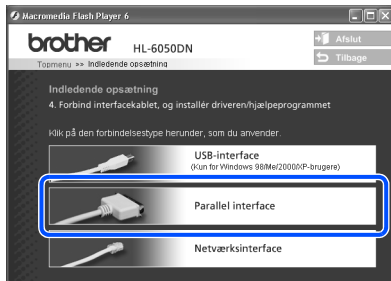 Macromedia Flash Player 6
brother HL-6050DN
Afslut
Topmenu >> Indledende opsætning
Tilbage
Indledende opsætning
4. Forbind interfacekablet, og installér driveren/hjælpeprogrammet
Klik på den forbindelsestype herunder, som du anvender.
USB-interface
(Kun for Windows 98/Me/2000/XP-brugere)
Parallel interface
Netværksinterface